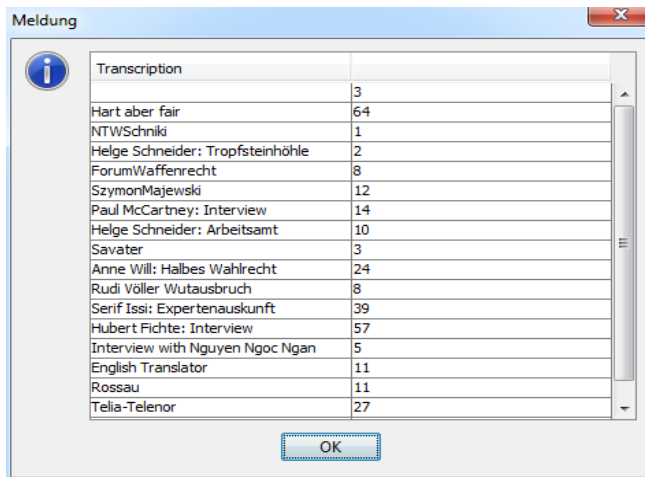 Meldung
Transcription
3
Hart aber fair 64
NTWSchniki 1
Helge Schneider: Tropfsteinhöhle 2
ForumWaffenrecht 8
SzymonMajewski 12
Paul McCartney: Interview 14
Helge Schneider: Arbeitsamt 10
Savater 3
Anne Will: Halbes Wahlrecht 24
Rudi Völler Wutausbruch 8
Serif Issi: Expertenauskunft 39
Hubert Fichte: Interview 57
Interview with Nguyen Ngoc Ngan 5
English Translator 11
Rossau 11
Telia-Telenor 27
OK